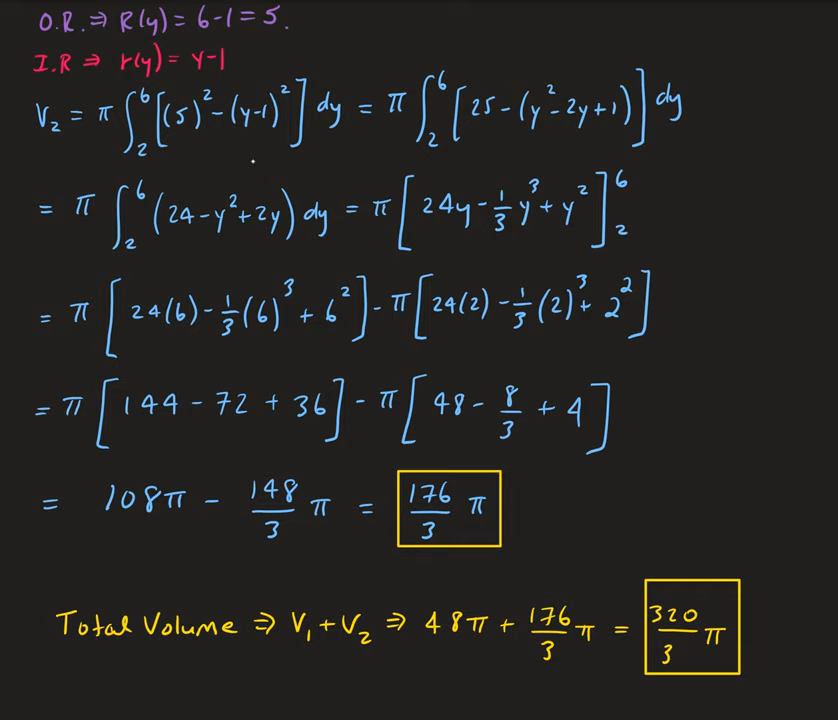 O.R. ⇒ R(y) = 6-1 = 5.
I.R ⇒ r(y) = y-1
V₂ = π ∫₂⁶ [(5)² - (y-1)²] dy = π ∫₂⁶ [25 - (y² - 2y + 1)] dy
= π ∫₂⁶ (24 - y² + 2y) dy = π [24y - 1/3 y³ + y²]₂⁶
= π [24(6) - 1/3 (6)³ + 6²] - π [24(2) - 1/3 (2)³ + 2²]
= π [144 - 72 + 36] - π [48 - 8/3 + 4]
= 108π - 148/3 π = 176/3 π
Total Volume ⇒ V₁ + V₂ ⇒ 48π + 176/3 π = 320/3 π